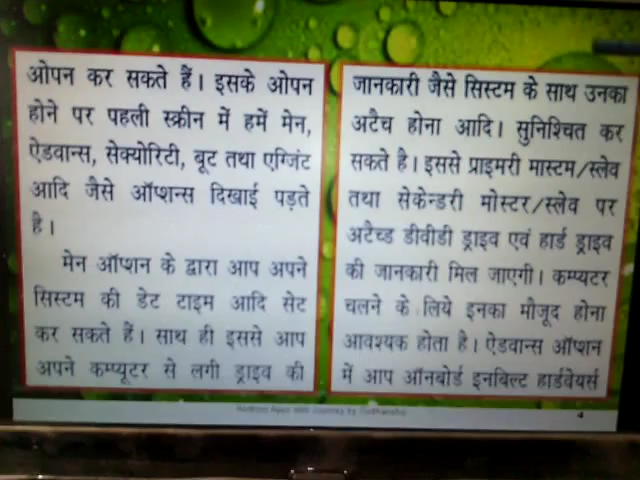 ओपन कर सकते हैं। इसके ओपन
होने पर पहली स्क्रीन में हमें मेन,
ऐडवान्स, सेक्योरिटी, बूट तथा एग्जिंट
आदि जैसे ऑप्शन्स दिखाई पड़ते
है।
मेन ऑप्शन के द्वारा आप अपने
सिस्टम की डेट टाइम आदि सेट
कर सकते हैं। साथ ही इससे आप
अपने कम्प्यूटर से लगी ड्राइव की
जानकारी जैसे सिस्टम के साथ उनका
अटैच होना आदि। सुनिश्चित कर
सकते है। इससे प्राइमरी मास्टम/स्लेव
तथा सेकेन्डरी मोस्टर/स्लेव पर
अटैच्ड डीवीडी ड्राइव एवं हार्ड ड्राइव
की जानकारी मिल जाएगी। कम्प्यटर
चलने के लिये इनका मौजूद होना
आवश्यक होता है। ऐडवान्स ऑप्शन
में आप ऑनबोर्ड इनबिल्ट हार्डवेयर्स
4